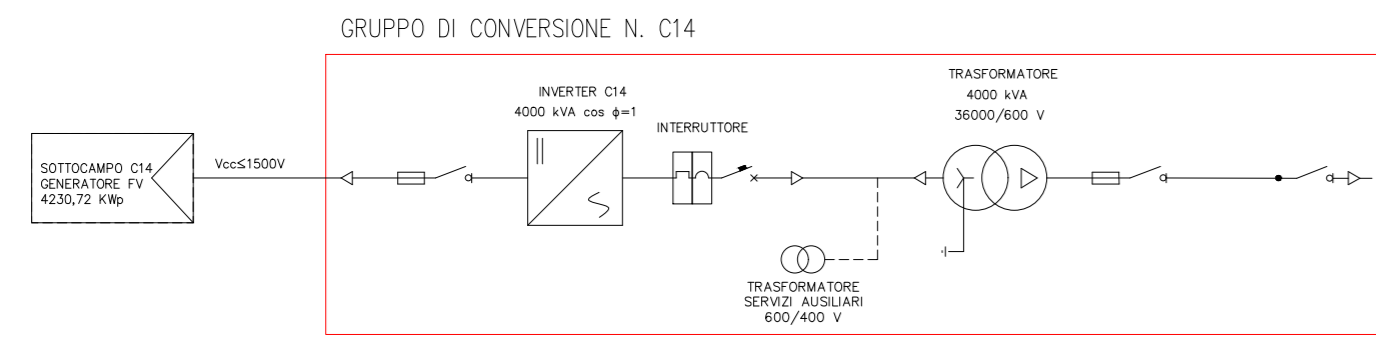 GRUPPO DI CONVERSIONE N. C14
SOTTOCAMPO C14
GENERATORE FV
4230,72 KWp
Vcc≤1500V
INVERTER C14
4000 kVA cos ϕ=1
INTERRUTTORE
TRASFORMATORE
4000 kVA
36000/600 V
TRASFORMATORE
SERVIZI AUSILIARI
600/400 V